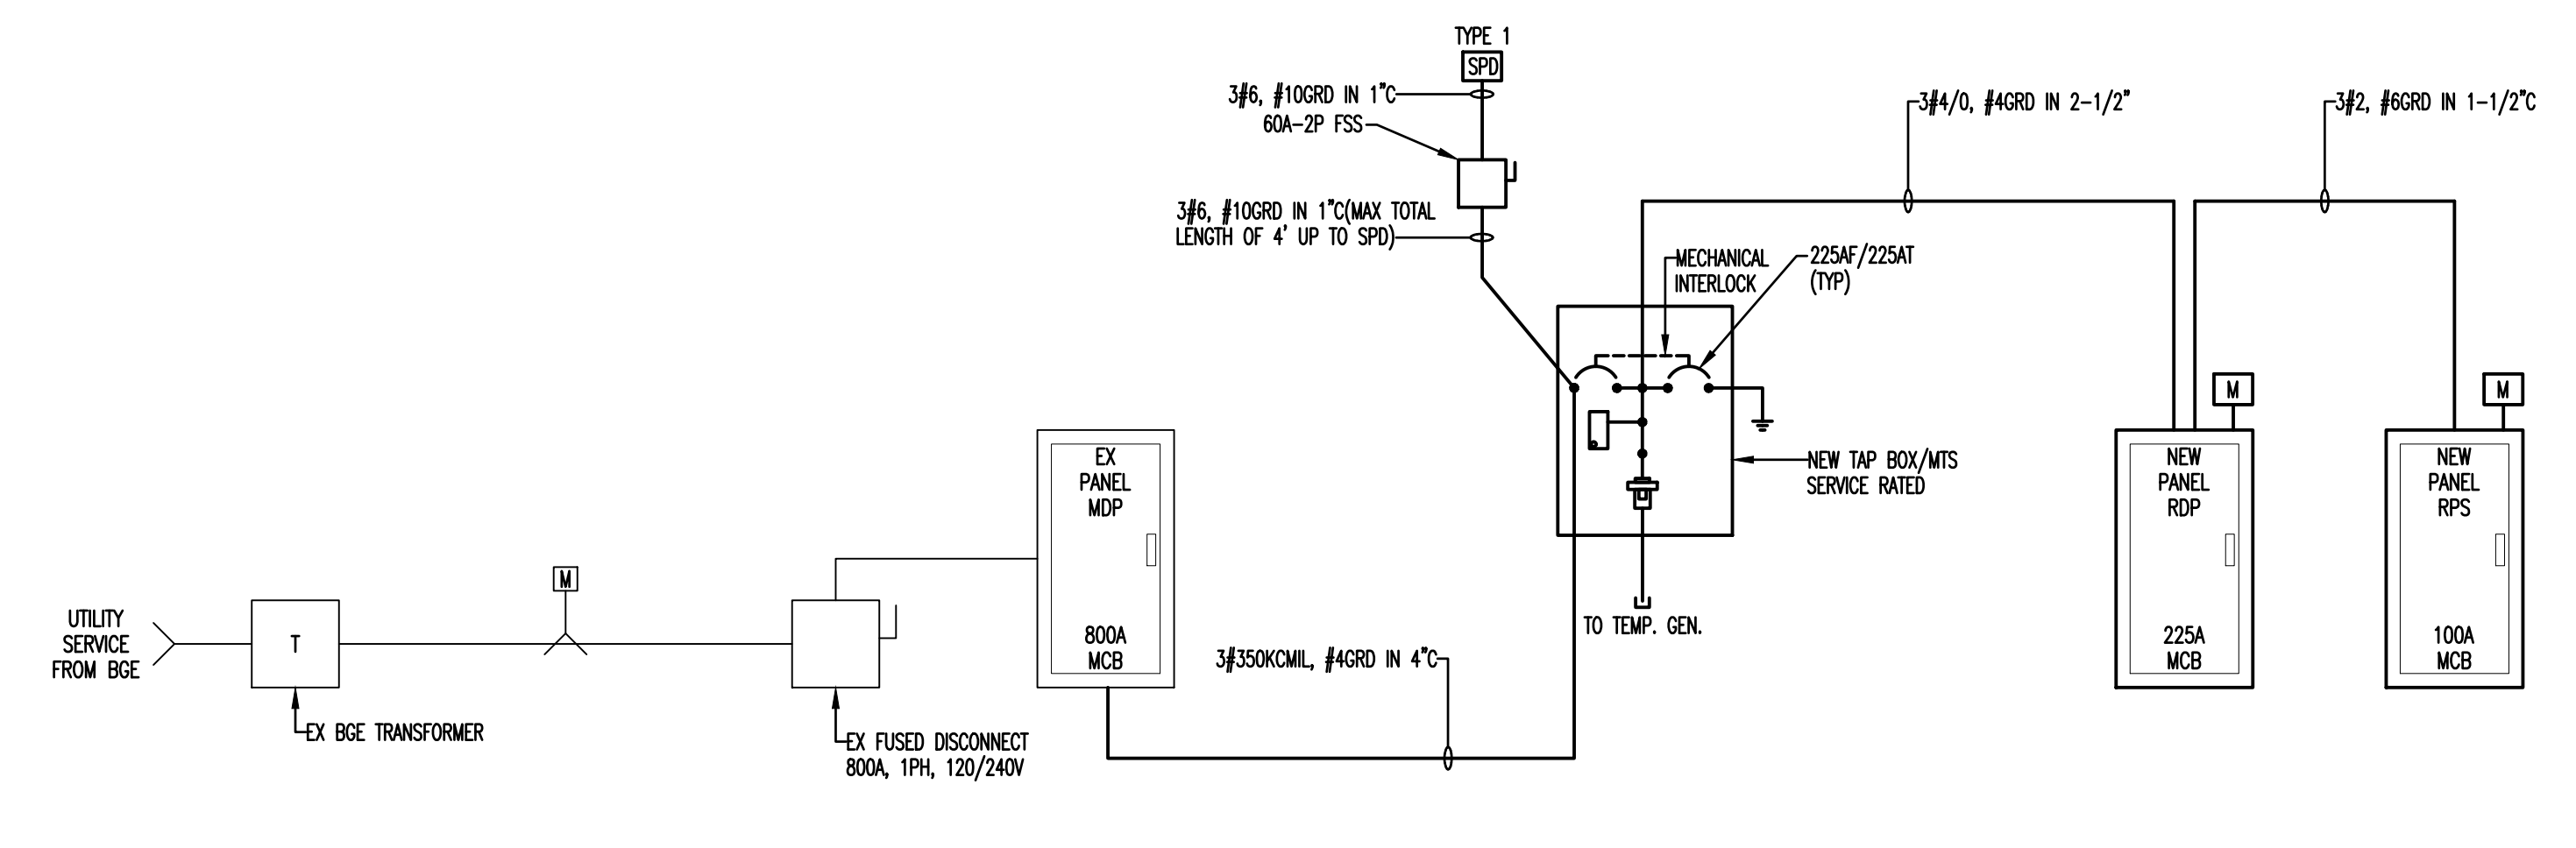 TYPE 1
SPD
3#6, #10GRD IN 1"C
60A-2P FSS
3#6, #10GRD IN 1"C(MAX TOTAL
LENGTH OF 4' UP TO SPD)
3#4/0, #4GRD IN 2-1/2"
3#2, #6GRD IN 1-1/2"C
MECHANICAL
INTERLOCK
225AF/225AT
(TYP)
NEW TAP BOX/MTS
SERVICE RATED
TO TEMP. GEN.
UTILITY
SERVICE
FROM BGE
T
EX BGE TRANSFORMER
M
EX FUSED DISCONNECT
800A, 1PH, 120/240V
EX
PANEL
MDP
800A
MCB
3#350KCMIL, #4GRD IN 4"C
M
NEW
PANEL
RDP
225A
MCB
M
NEW
PANEL
RPS
100A
MCB